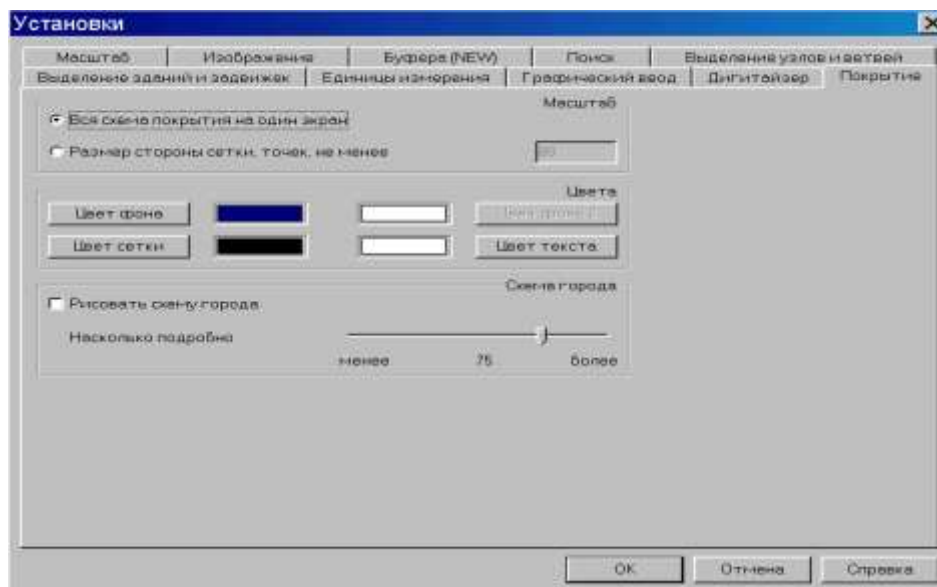 Установки
Масштаб Изображение Буфера (NEW) Поиск Выделение узлов и ветвей
Выделение зданий и задвижек Единицы измерения Графический ввод Дигитайзер Покрытие
Масштаб
Вся схема покрытия на один экран
Размер стороны сетки, точек, не менее
Цвета
Цвет фона
Цвет сетки Цвет текста
Схема города
Рисовать схему города
Насколько подробно
менее 75 более
OK Отмена Справка